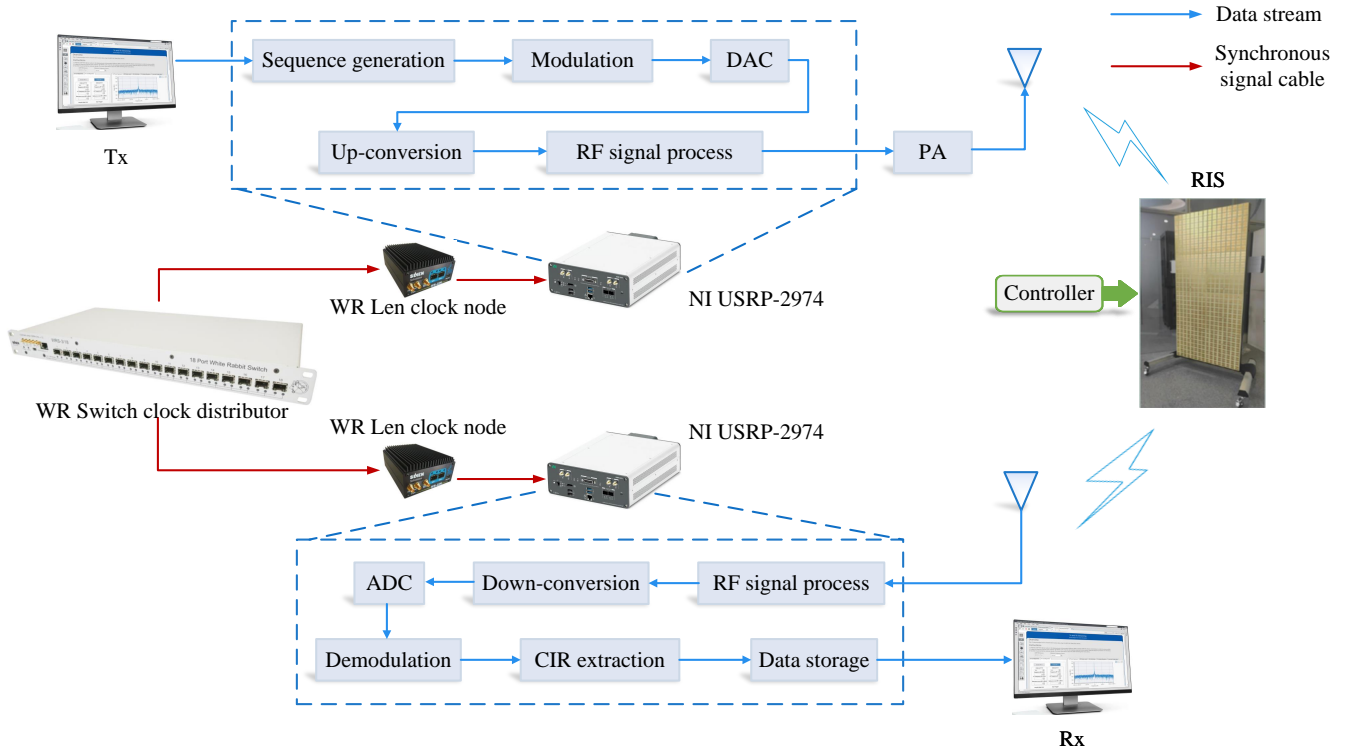 Data stream
Synchronous
signal cable
Sequence generation
Modulation
DAC
Tx
Up-conversion
RF signal process
PA
RIS
WR Len clock node
NI USRP-2974
Controller
18 Port White Rabbit Switch
WR Switch clock distributor
WR Len clock node
NI USRP-2974
ADC
Down-conversion
RF signal process
Demodulation
CIR extraction
Data storage
Rx